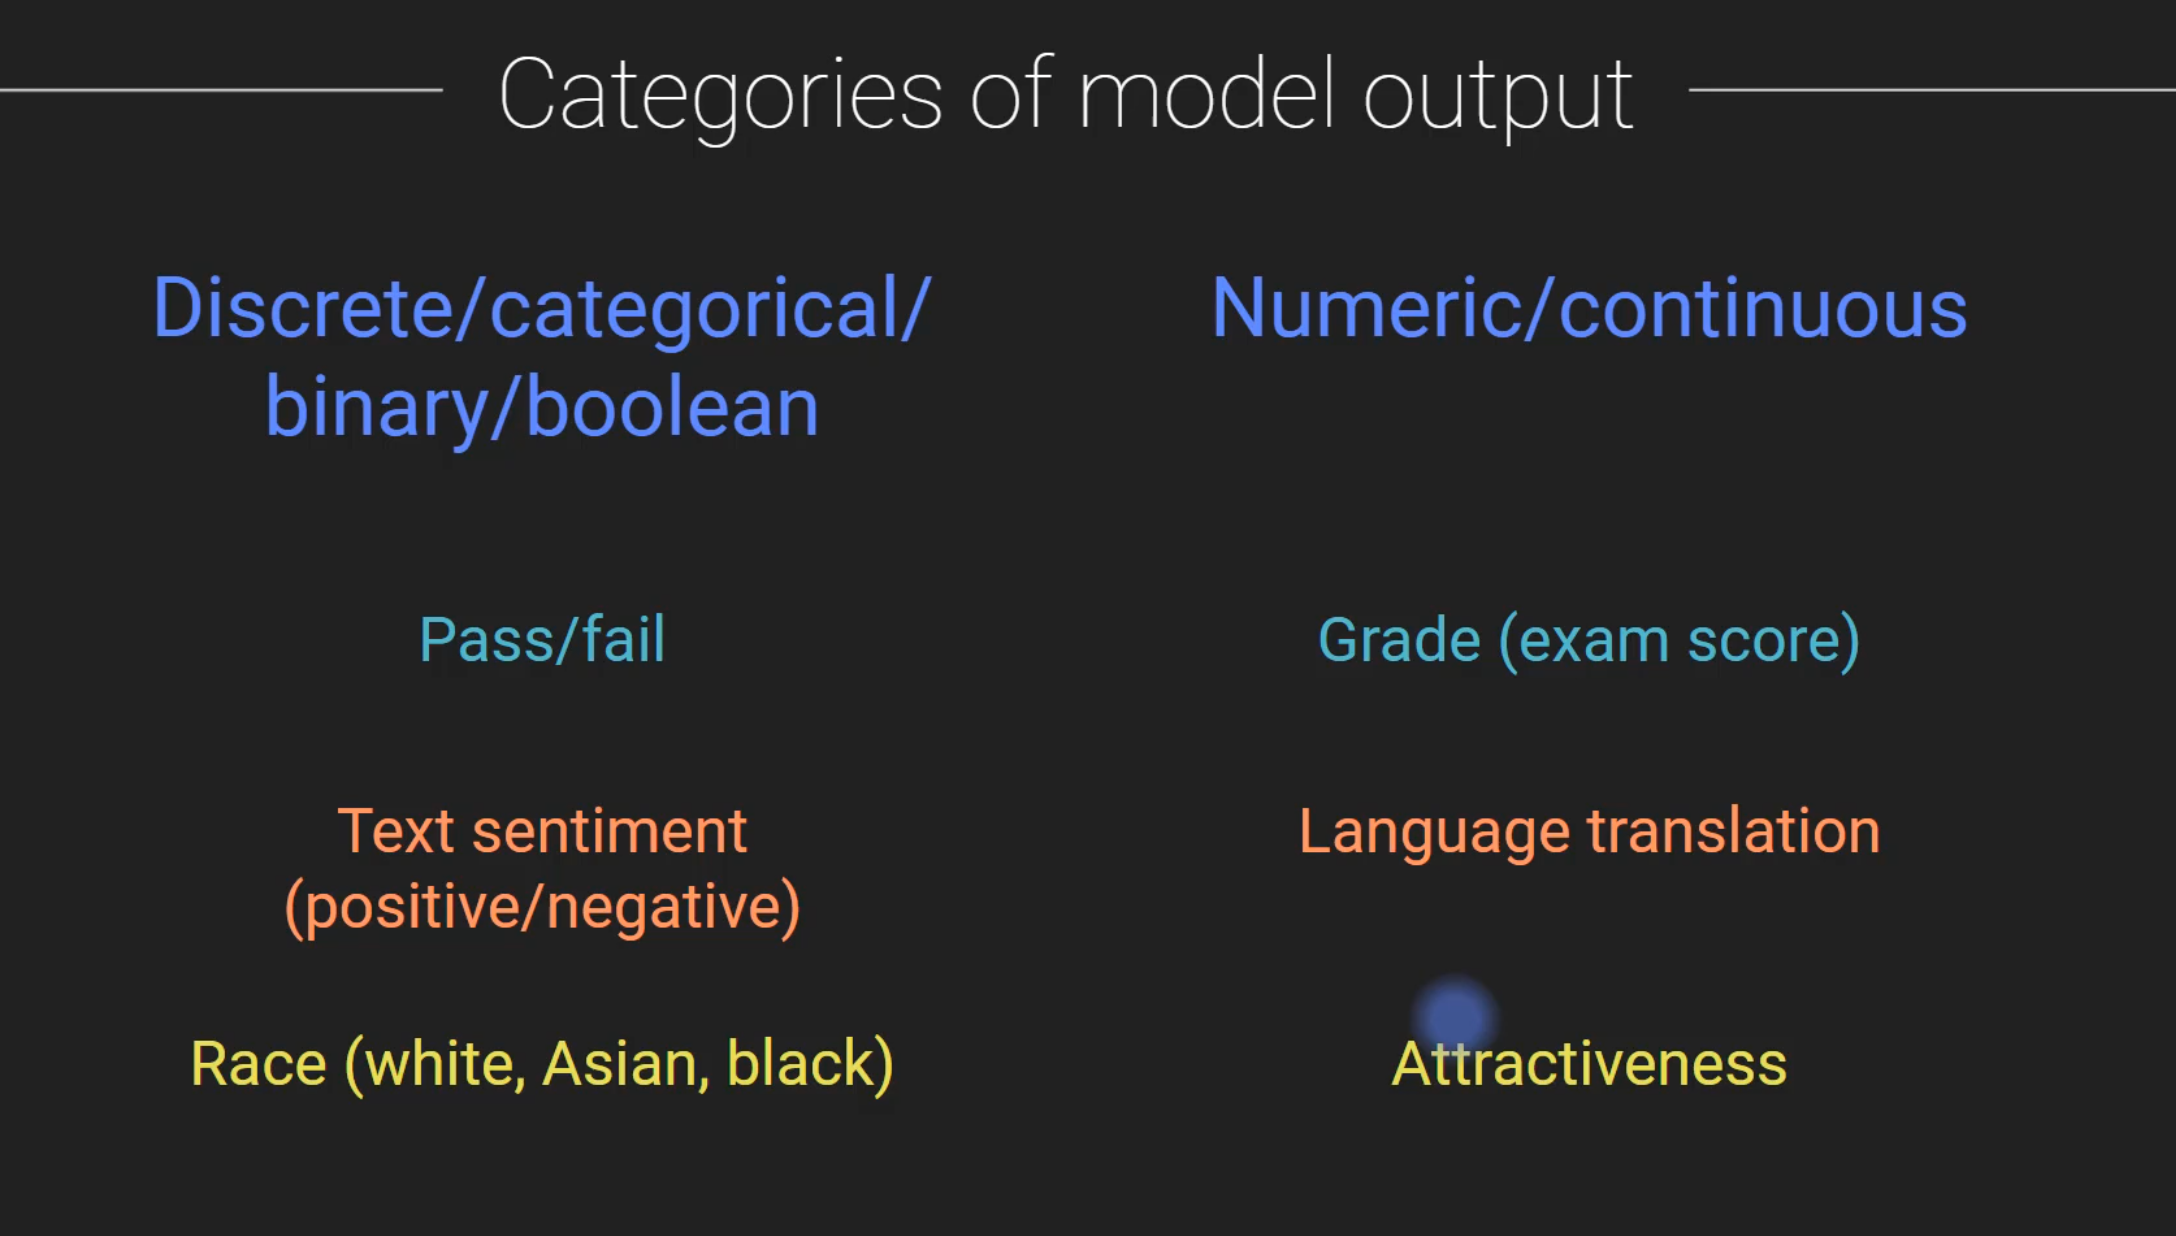 Categories of model output
Discrete/categorical/
binary/boolean
Numeric/continuous
Pass/fail
Grade (exam score)
Text sentiment
(positive/negative)
Language translation
Race (white, Asian, black)
Attractiveness